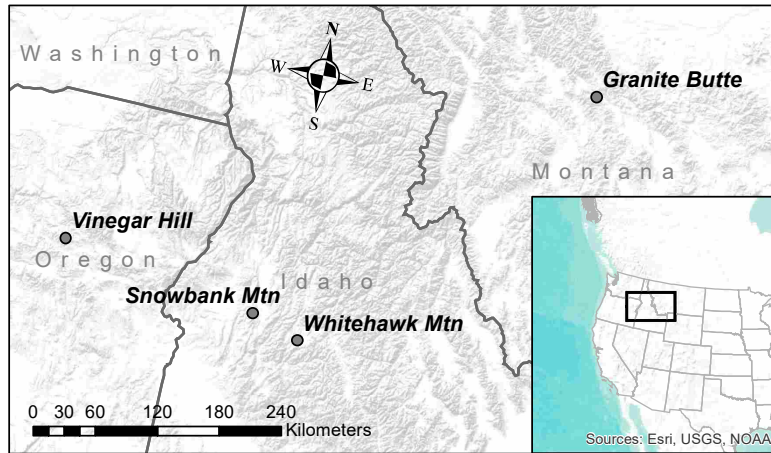 Washington
N
W
E
S
Granite Butte
Montana
Vinegar Hill
Oregon
Idaho
Snowbank Mtn
Whitehawk Mtn
0 30 60 120 180 240
Kilometers
Sources: Esri, USGS, NOAA